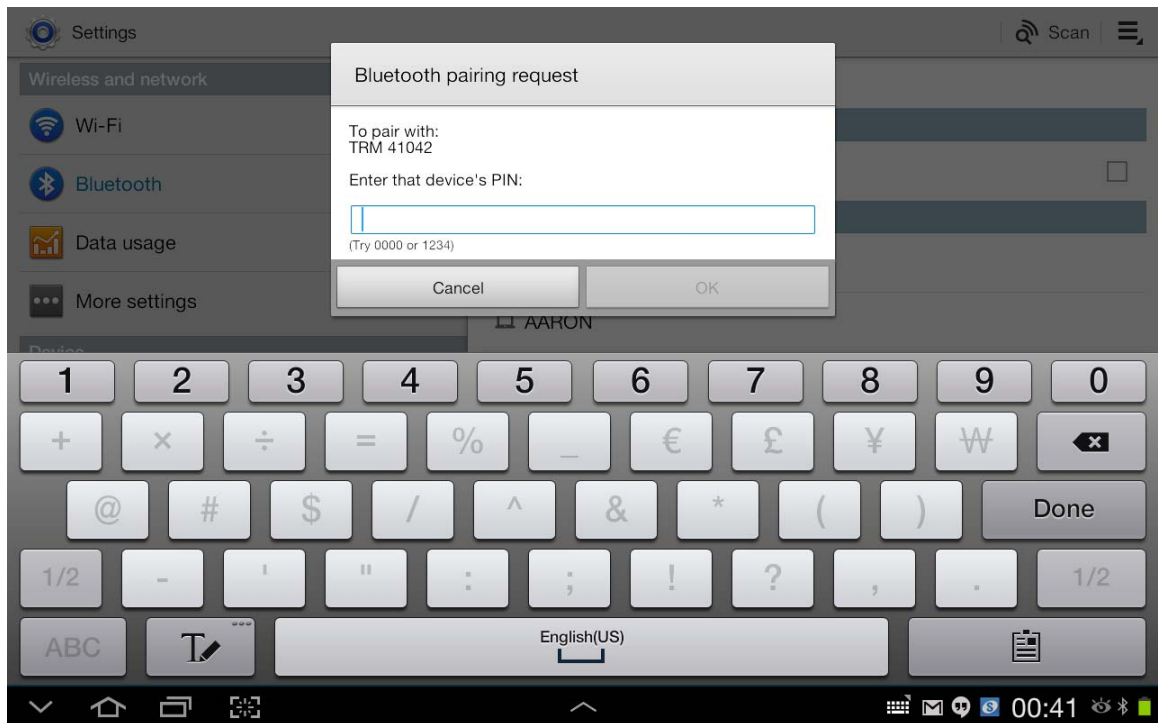 Settings
Scan
Wireless and network
Wi-Fi
Bluetooth
Data usage
More settings
Bluetooth pairing request
To pair with:
TRM 41042
Enter that device's PIN:
(Try 0000 or 1234)
Cancel
OK
AARON
Device
1 2 3 4 5 6 7 8 9 0
+ × ÷ = % _ € £ ¥ ₩
@ # $ / ^ & * ( ) Done
1/2 - ' " : ; ! ? , . 1/2
ABC T English(US)
00:41